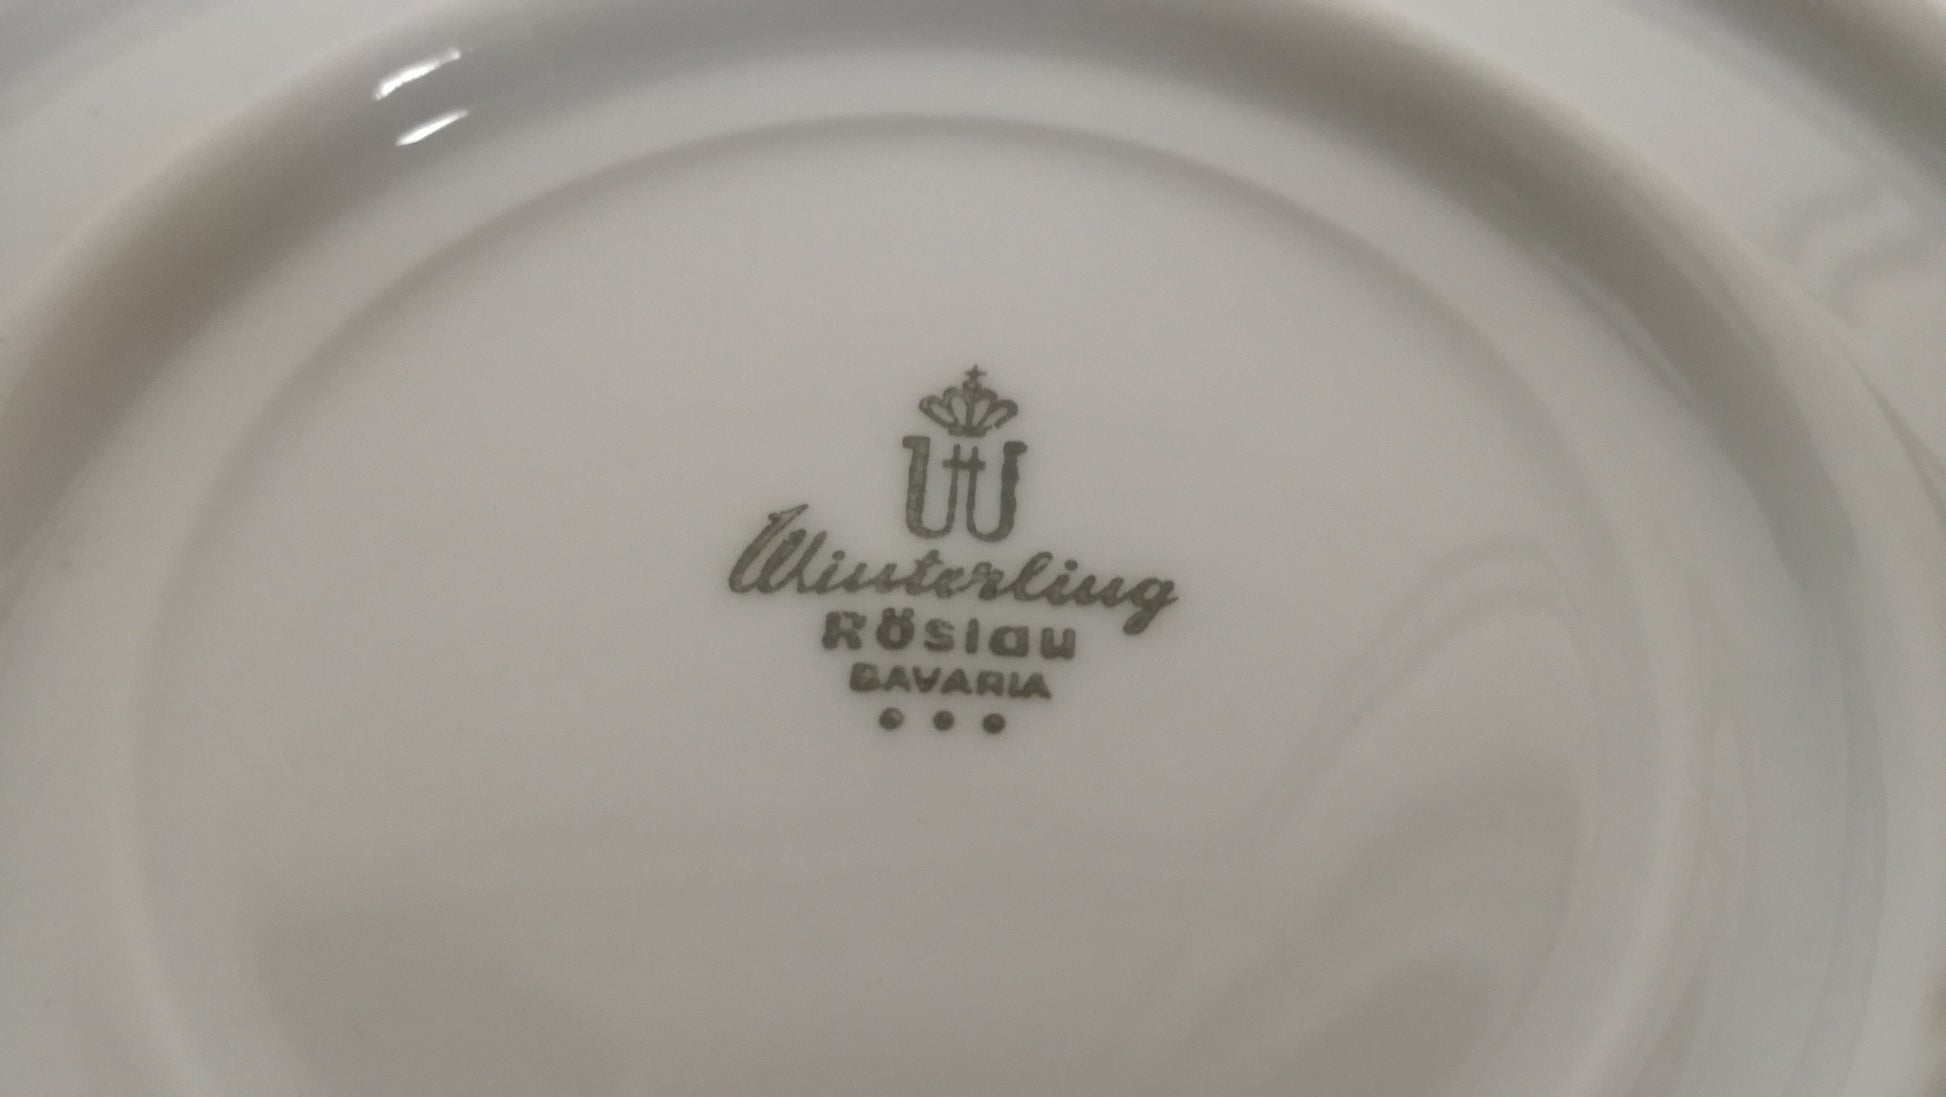 W
Winterling
Röslau
BAVARIA
• • •